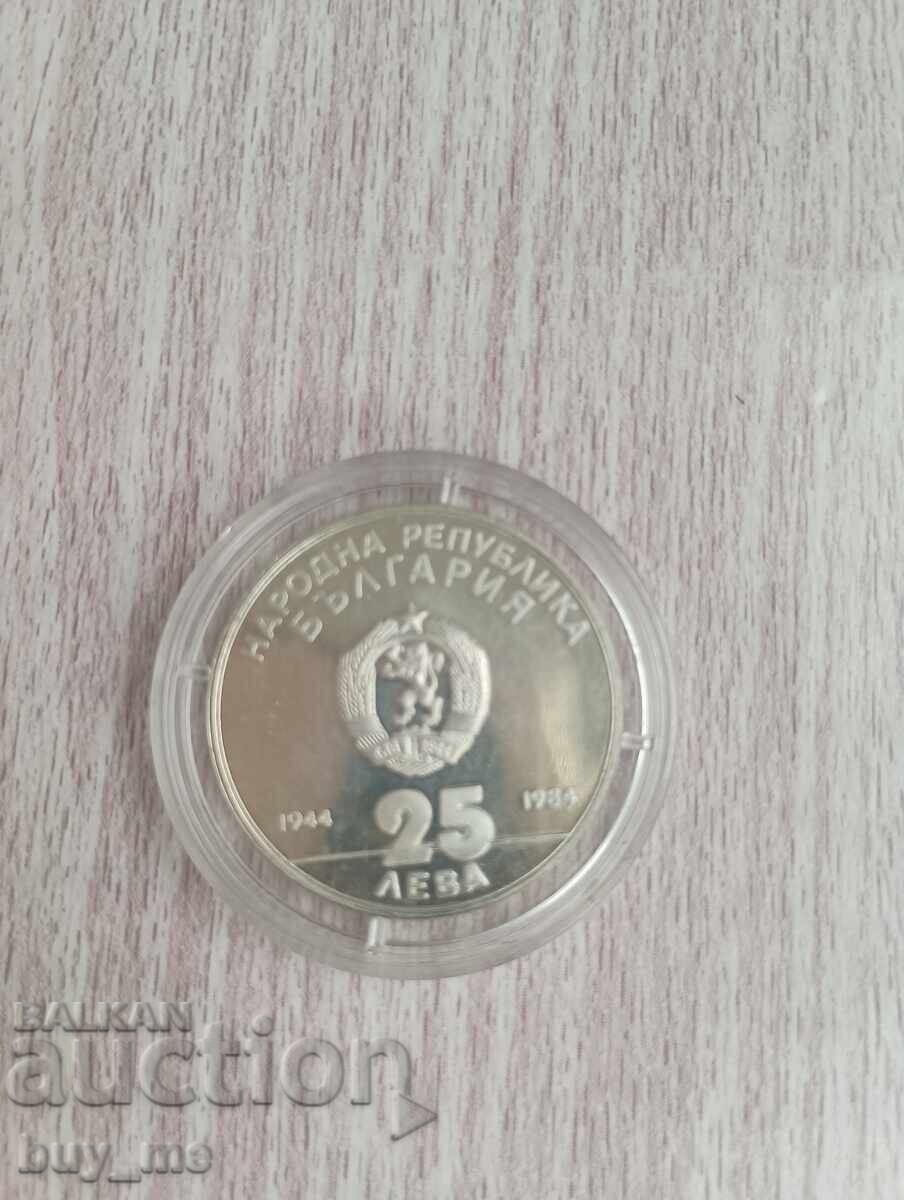 НАРОДНА РЕПУБЛИКА
БЪЛГАРИЯ
1944
1984
25
ЛЕВА
BALKAN
auction
buy_me